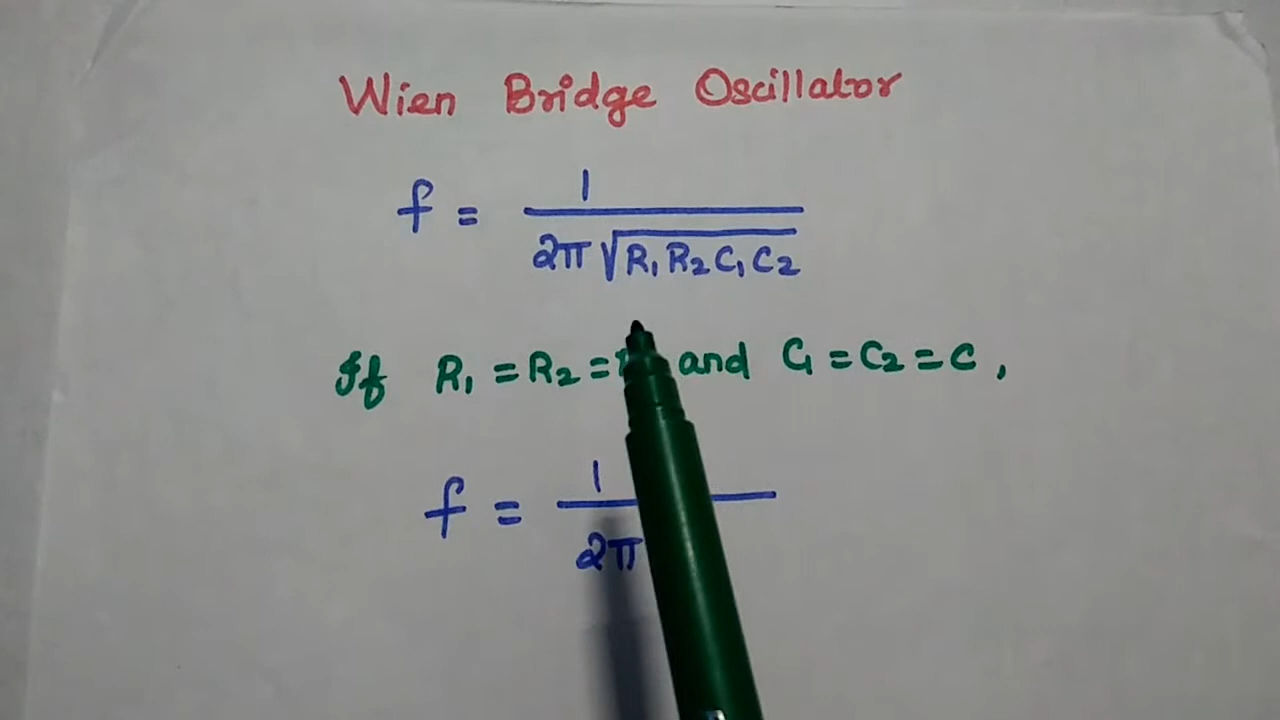 Wien Bridge Oscillator
f = 1 / 2π √R₁R₂C₁C₂
If R₁ = R₂ = and C₁ = C₂ = C ,
f = 1 / 2π